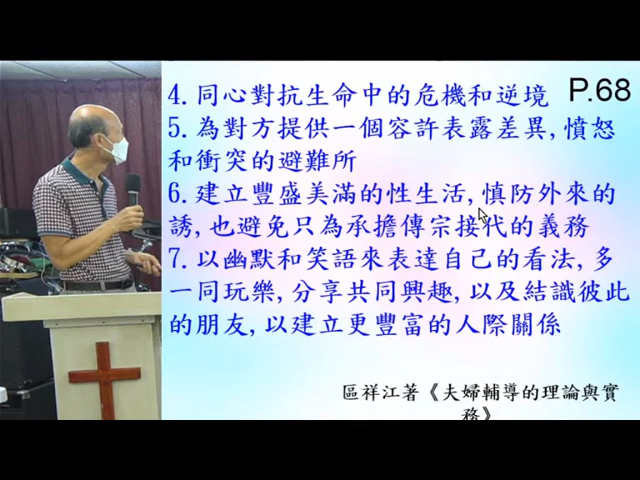 4. 同心對抗生命中的危機和逆境 P.68
5. 為對方提供一個容許表露差異, 憤怒
和衝突的避難所
6. 建立豐盛美滿的性生活, 慎防外來的
誘, 也避免只為承擔傳宗接代的義務
7. 以幽默和笑語來表達自己的看法, 多
一同玩樂, 分享共同興趣, 以及結識彼此
的朋友, 以建立更豐富的人際關係
區祥江著《夫婦輔導的理論與實
務》